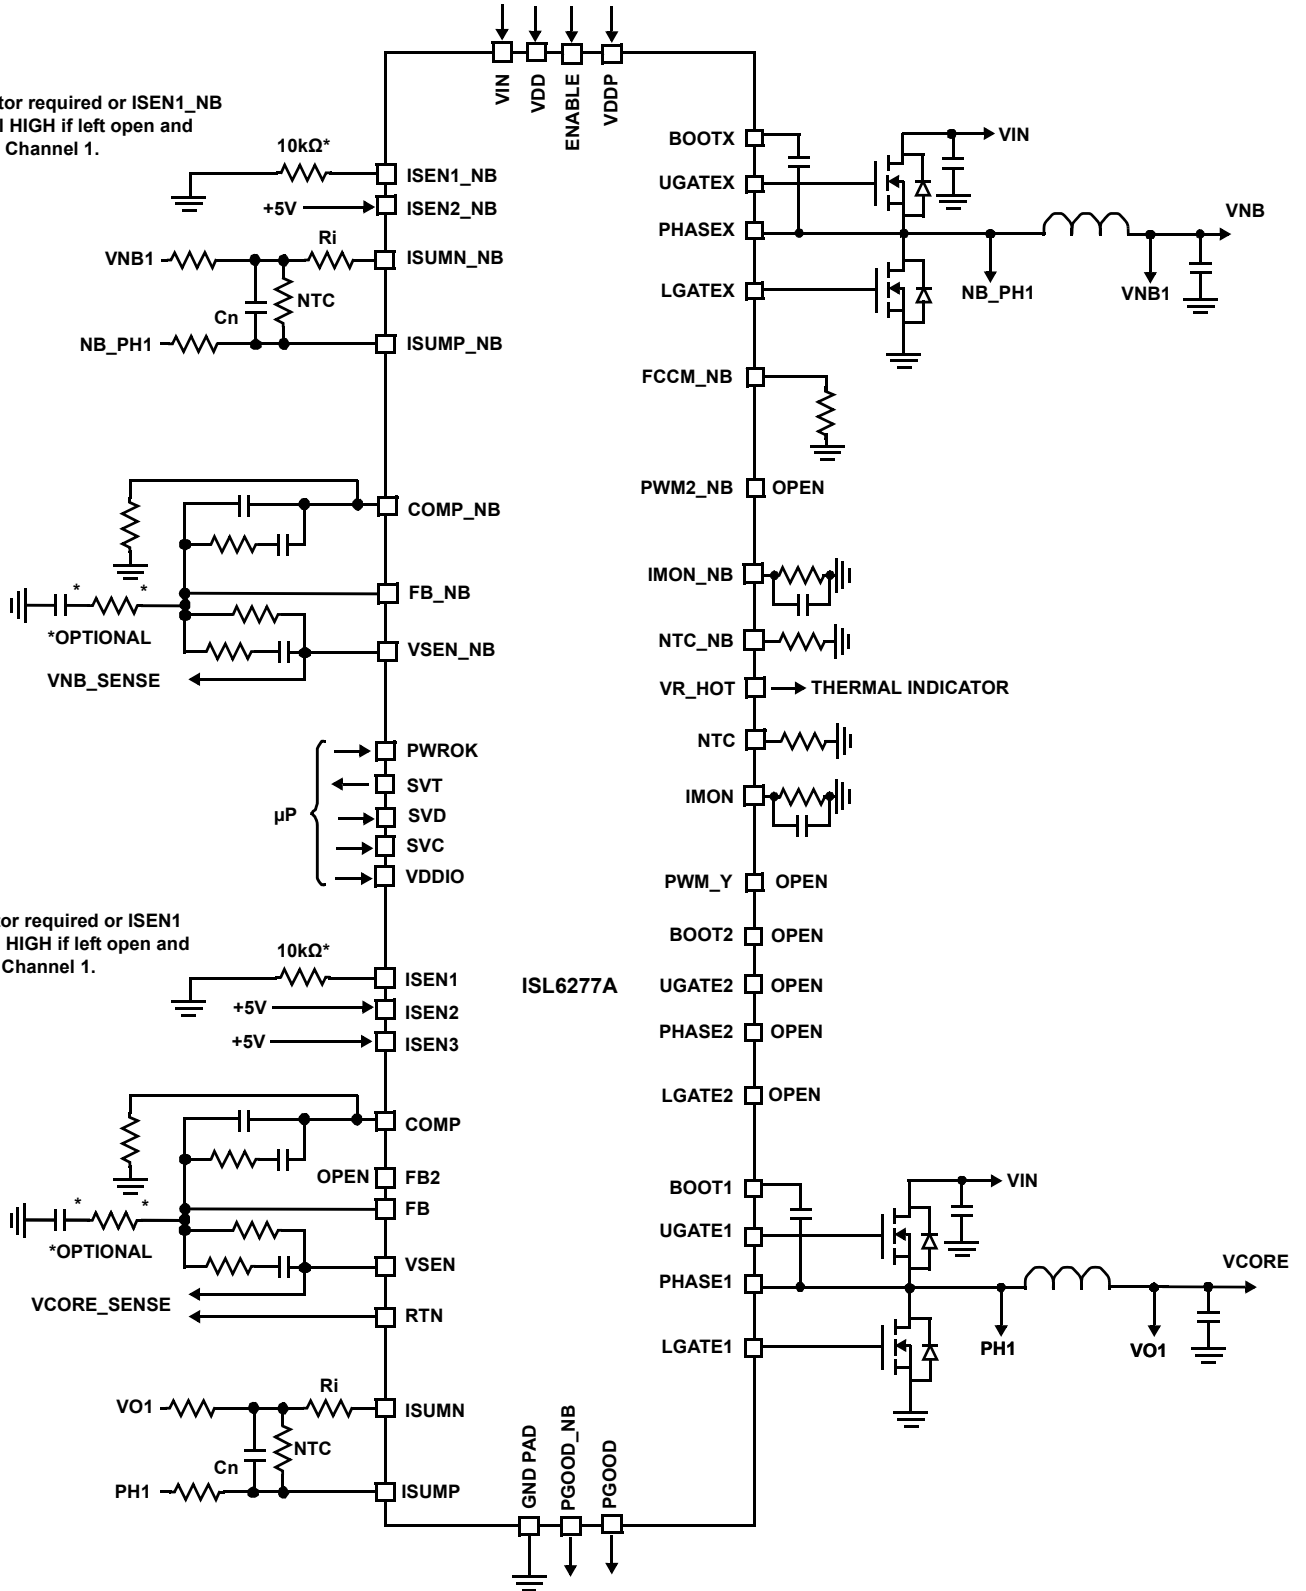 VIN
VDD
ENABLE
VDDP
required or ISEN1_NB
HIGH if left open and
Channel 1.
10kΩ*
ISEN1_NB
+5V
ISEN2_NB
VNB1
Ri
ISUMN_NB
Cn
NTC
NB_PH1
ISUMP_NB
COMP_NB
* *
FB_NB
*OPTIONAL
VSEN_NB
VNB_SENSE
µP
PWROK
SVT
SVD
SVC
VDDIO
required or ISEN1
HIGH if left open and
Channel 1.
10kΩ*
ISEN1
+5V
ISEN2
+5V
ISEN3
COMP
OPEN
FB2
* *
FB
*OPTIONAL
VSEN
VCORE_SENSE
RTN
VO1
Ri
ISUMN
Cn
NTC
PH1
ISUMP
ISL6277A
BOOTX
VIN
UGATEX
PHASEX
VNB
LGATEX
NB_PH1
VNB1
FCCM_NB
PWM2_NB
OPEN
IMON_NB
NTC_NB
VR_HOT
THERMAL INDICATOR
NTC
IMON
PWM_Y
OPEN
BOOT2
OPEN
UGATE2
OPEN
PHASE2
OPEN
LGATE2
OPEN
BOOT1
VIN
UGATE1
PHASE1
VCORE
LGATE1
PH1
VO1
GND PAD
PGOOD_NB
PGOOD